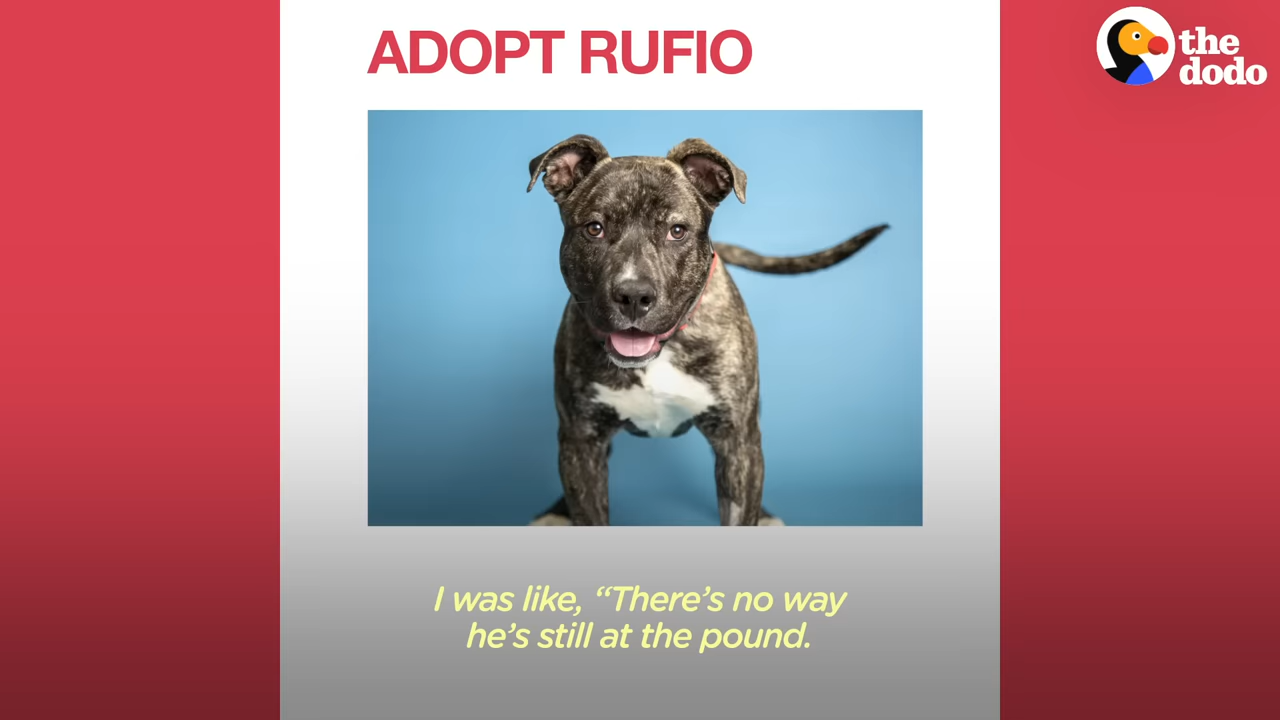 ADOPT RUFIO
the
dodo
I was like, “There’s no way
he’s still at the pound.